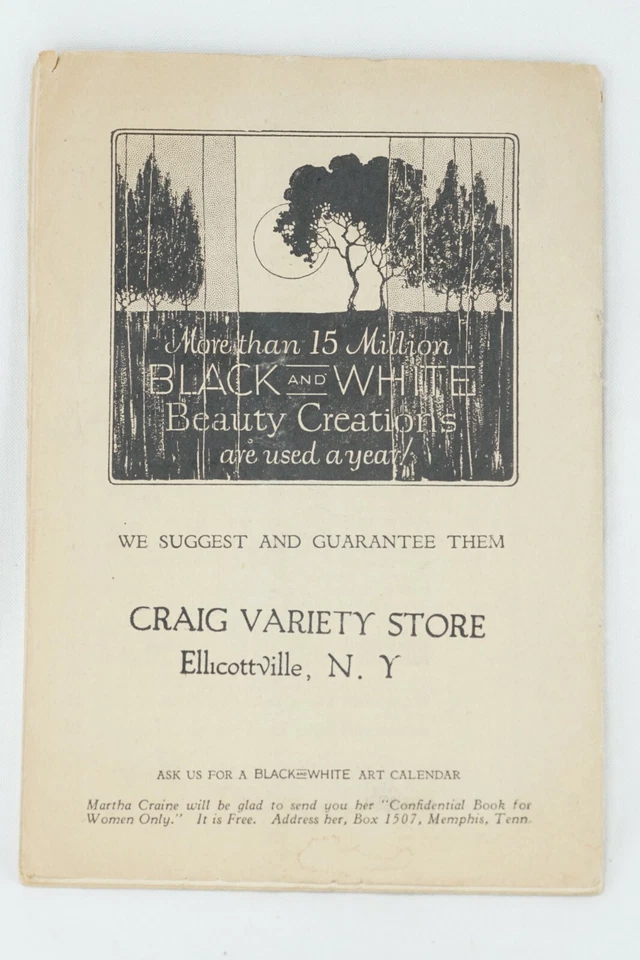 More than 15 Million
BLACK AND WHITE
Beauty Creations
are used a year!
WE SUGGEST AND GUARANTEE THEM
CRAIG VARIETY STORE
Ellicottville, N. Y
ASK US FOR A BLACK AND WHITE ART CALENDAR
Martha Craine will be glad to send you her "Confidential Book for
Women Only." It is Free. Address her, Box 1507, Memphis, Tenn.